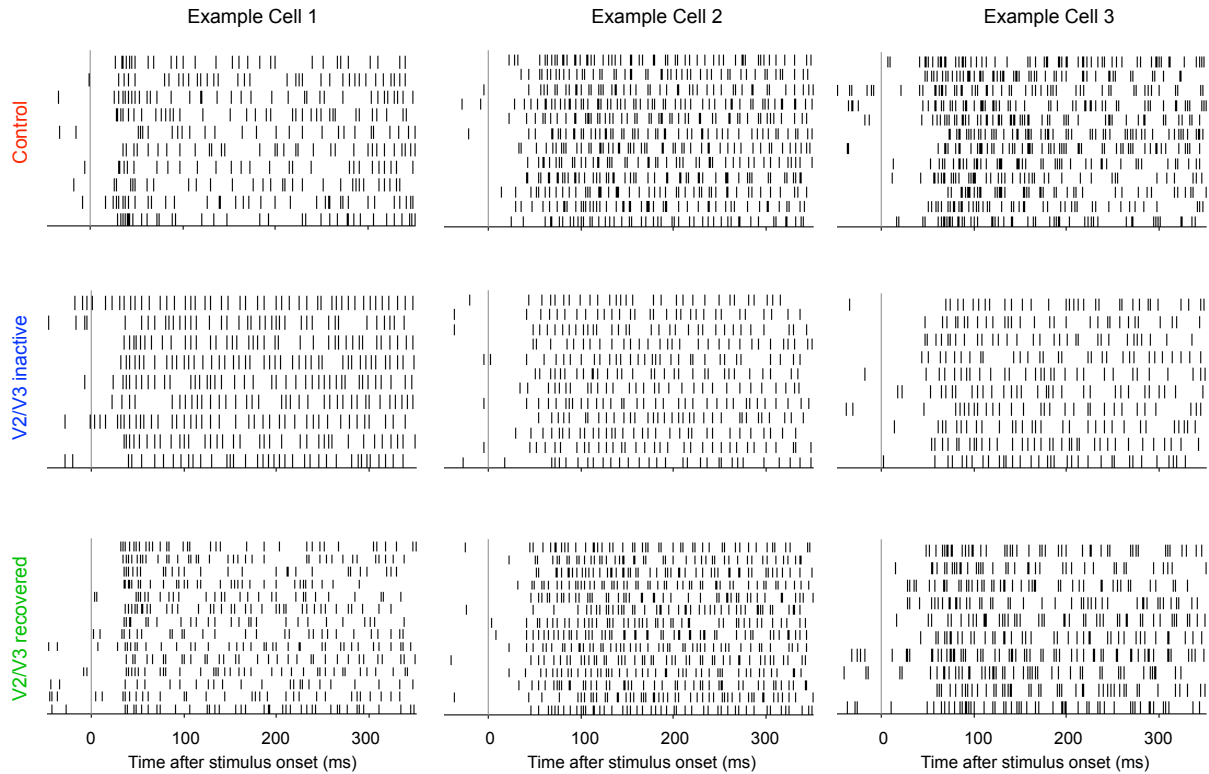 Example Cell 1
Example Cell 2
Example Cell 3
Control
V2/V3 inactive
V2/V3 recovered
0 100 200 300
0 100 200 300
0 100 200 300
Time after stimulus onset (ms)
Time after stimulus onset (ms)
Time after stimulus onset (ms)